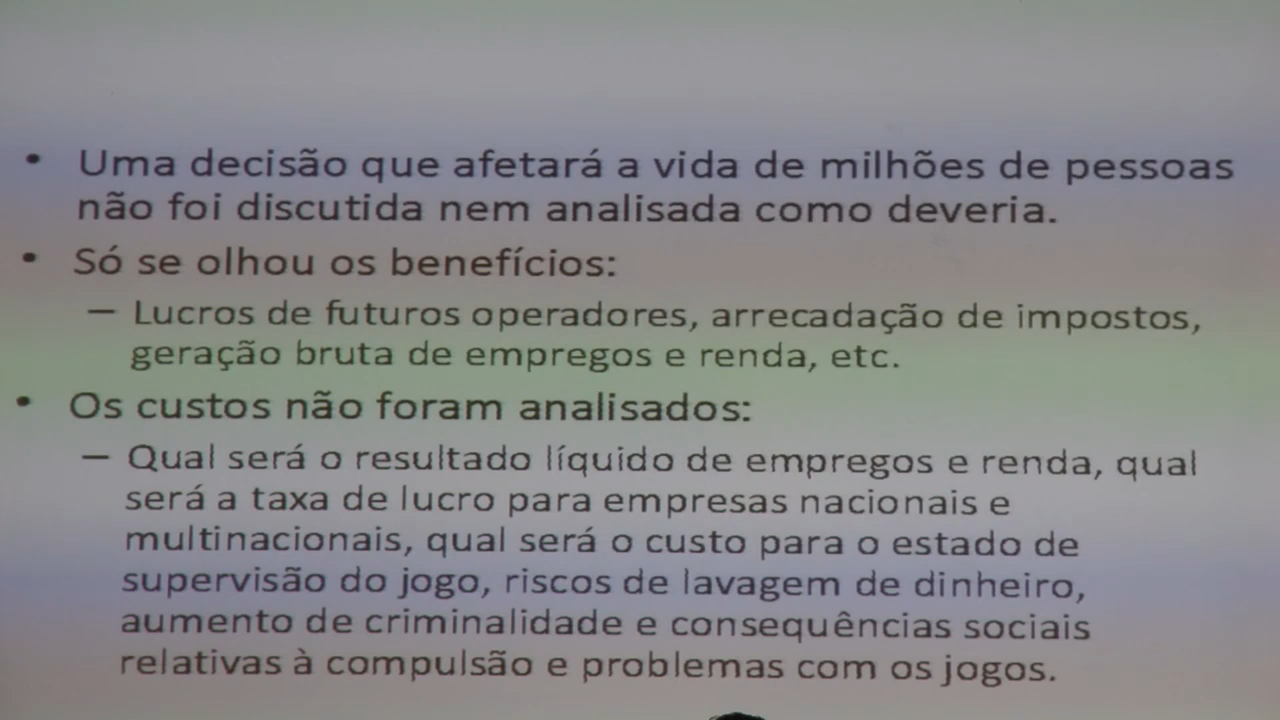 • Uma decisão que afetará a vida de milhões de pessoas
não foi discutida nem analisada como deveria.
• Só se olhou os benefícios:
– Lucros de futuros operadores, arrecadação de impostos,
geração bruta de empregos e renda, etc.
• Os custos não foram analisados:
– Qual será o resultado líquido de empregos e renda, qual
será a taxa de lucro para empresas nacionais e
multinacionais, qual será o custo para o estado de
supervisão do jogo, riscos de lavagem de dinheiro,
aumento de criminalidade e consequências sociais
relativas à compulsão e problemas com os jogos.